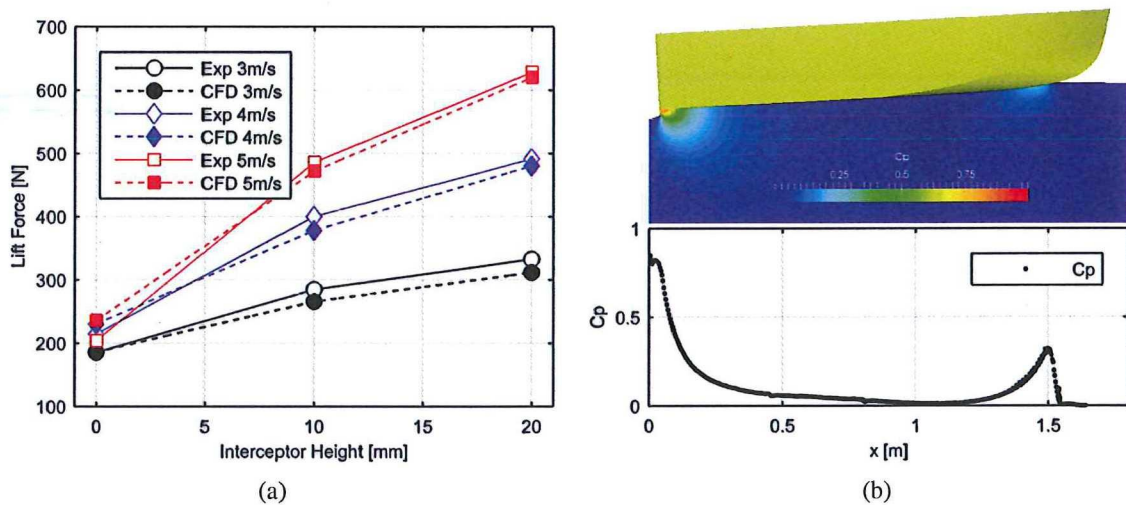 700
600
500
400
300
200
100
Lift Force [N]
Exp 3m/s
CFD 3m/s
Exp 4m/s
CFD 4m/s
Exp 5m/s
CFD 5m/s
0 5 10 15 20
Interceptor Height [mm]
(a)
Cp
0.25 0.5 0.75
1
0.5
0
Cp
Cp
0 0.5 1 1.5
x [m]
(b)